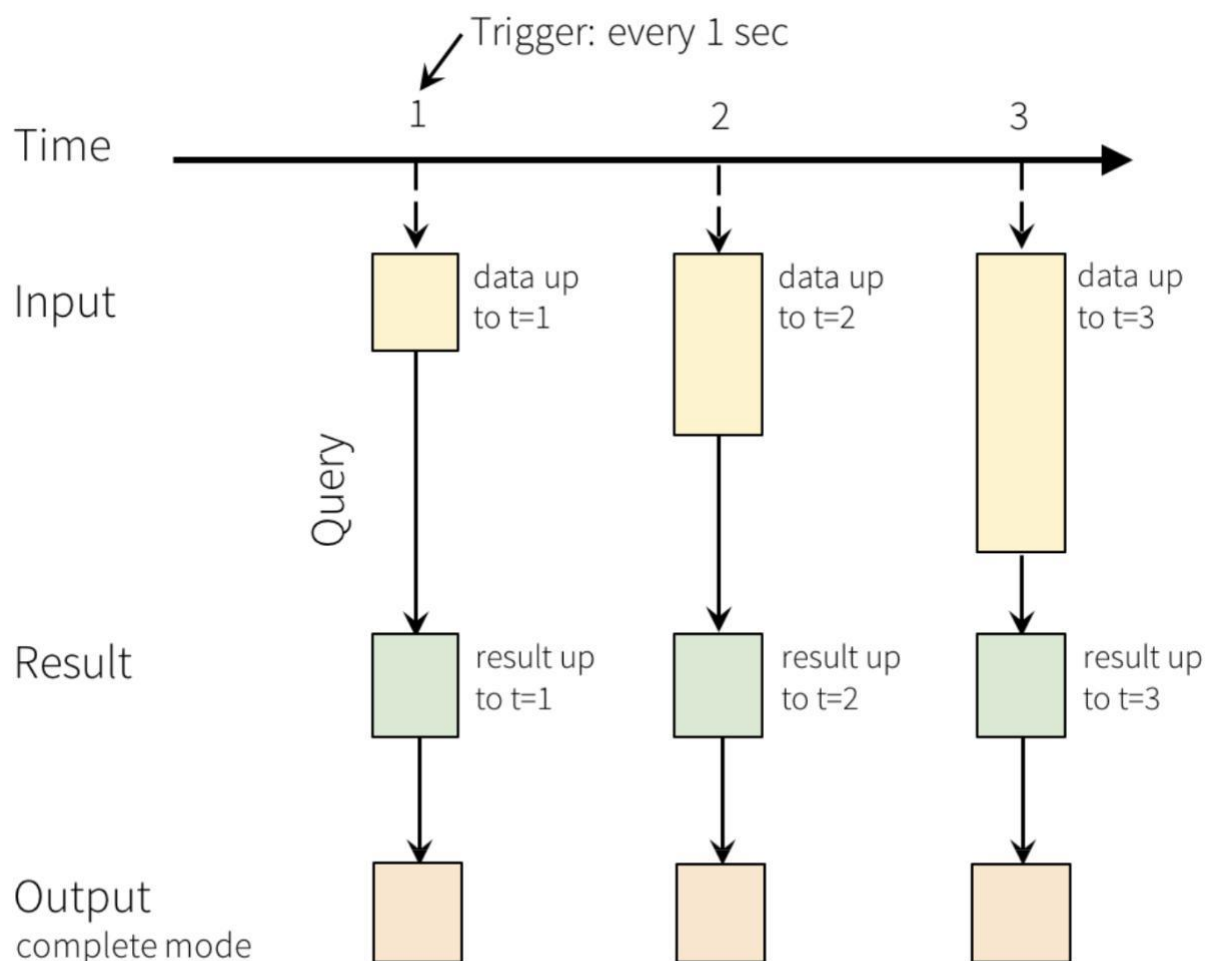 Trigger: every 1 sec
1 2 3
Time
Input
data up
to t=1
data up
to t=2
data up
to t=3
Query
Result
result up
to t=1
result up
to t=2
result up
to t=3
Output
complete mode